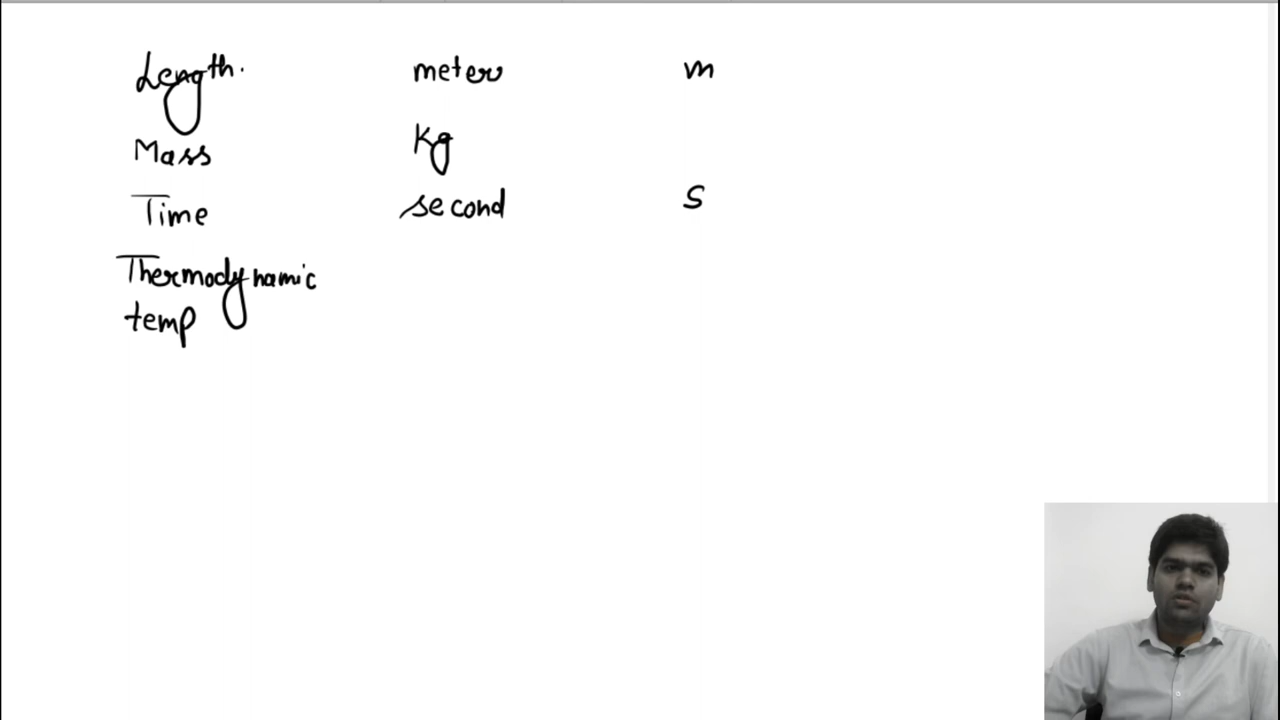 Length. meter m
Mass Kg
Time second S
Thermodynamic
temp